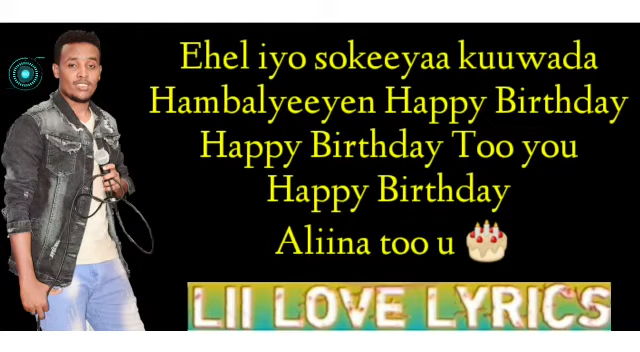 Ehel iyo sokeeyaa kuuwada
Hambalyeeyen Happy Birthday
Happy Birthday Too you
Happy Birthday
Aliina too u 🎂
LII LOVE LYRICS